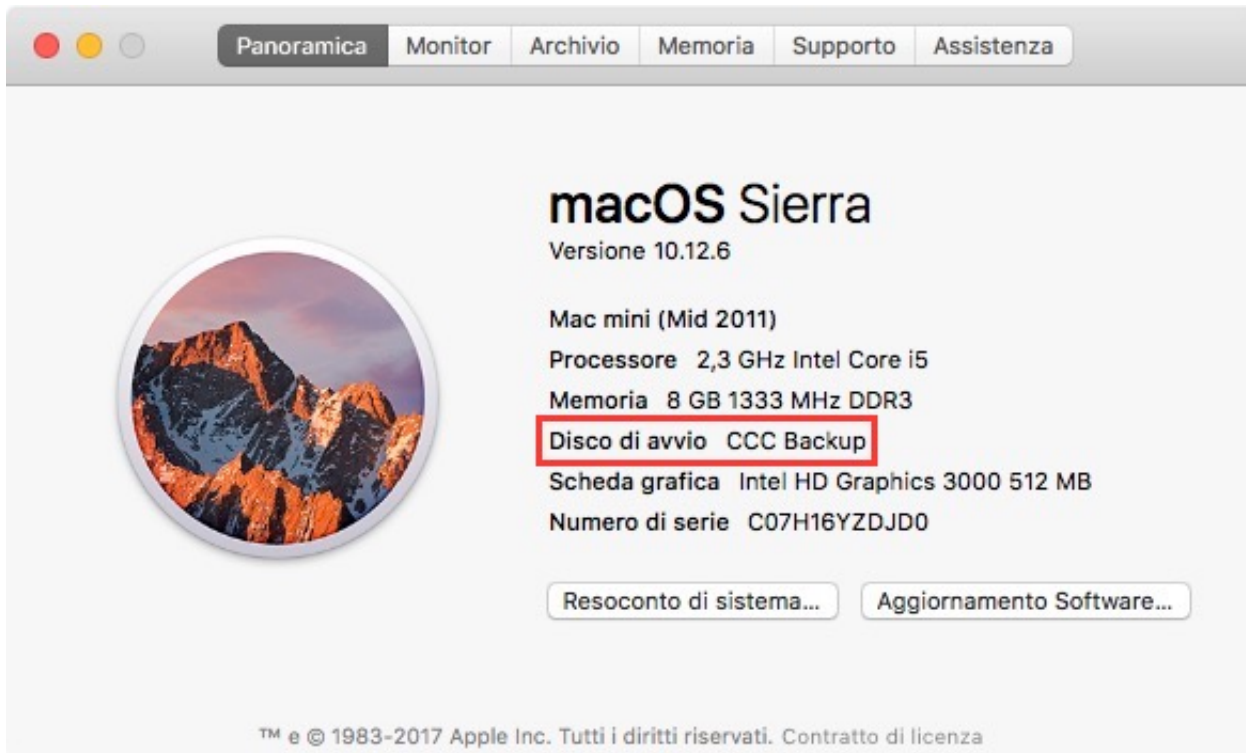 Panoramica Monitor Archivio Memoria Supporto Assistenza
macOS Sierra
Versione 10.12.6
Mac mini (Mid 2011)
Processore 2,3 GHz Intel Core i5
Memoria 8 GB 1333 MHz DDR3
Disco di avvio CCC Backup
Scheda grafica Intel HD Graphics 3000 512 MB
Numero di serie C07H16YZDJD0
Resoconto di sistema... Aggiornamento Software...
™ e © 1983-2017 Apple Inc. Tutti i diritti riservati. Contratto di licenza